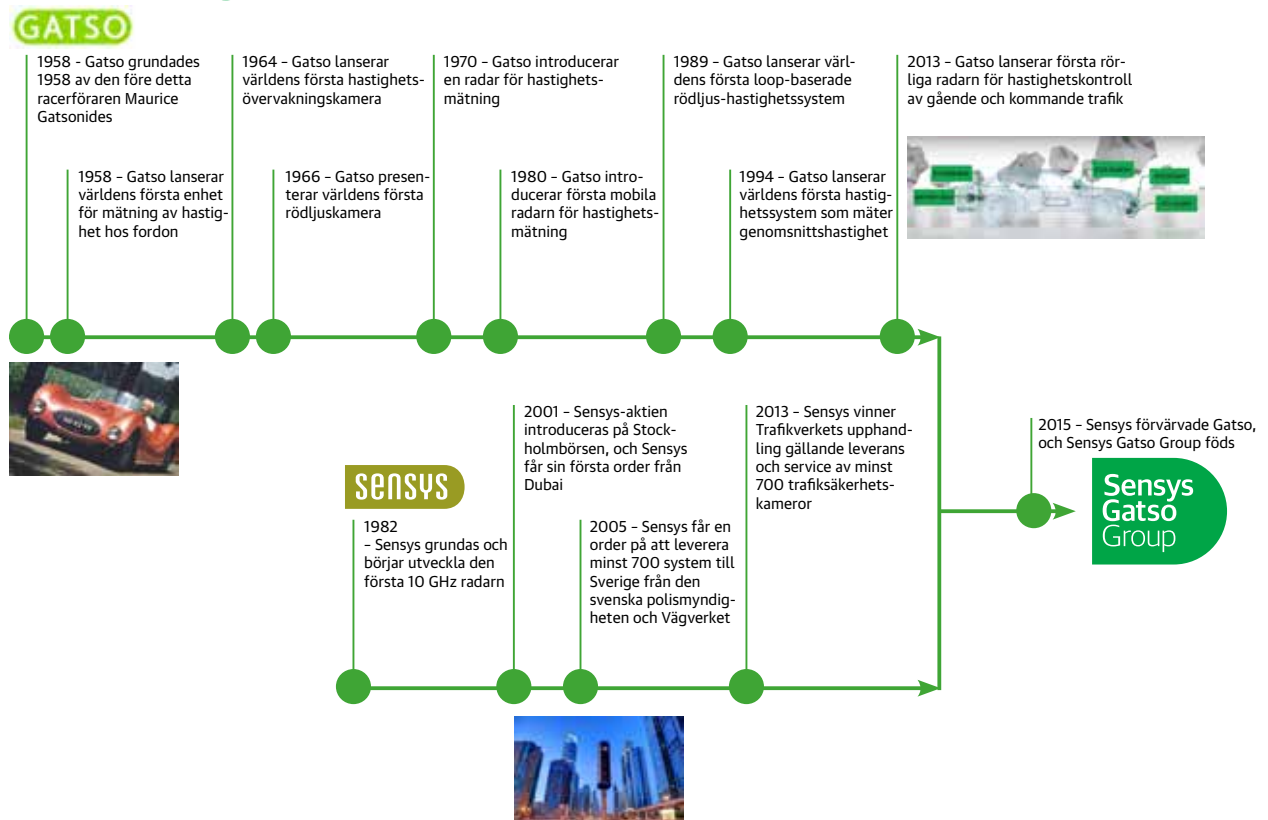 GATSO
1958 – Gatso grundades
1958 av den före detta
racerföraren Maurice
Gatsonides
1958 – Gatso lanserar
världens första enhet
för mätning av hastig-
het hos fordon
1964 – Gatso lanserar
världens första hastighets-
övervakningskamera
1966 – Gatso presen-
terar världens första
rödljuskamera
1970 – Gatso introducerar
en radar för hastighets-
mätning
1980 – Gatso intro-
ducerar första mobila
radarn för hastighets-
mätning
1989 – Gatso lanserar värl-
dens första loop-baserade
rödljus-hastighetssystem
1994 – Gatso lanserar
världens första hastig-
hetssystem som mäter
genomsnittshastighet
2013 – Gatso lanserar första rör-
liga radarn för hastighetskontroll
av gående och kommande trafik
sensys
1982
– Sensys grundas och
börjar utveckla den
första 10 GHz radarn
2001 – Sensys-aktien
introduceras på Stock-
holmbörsen, och Sensys
får sin första order från
Dubai
2005 – Sensys får en
order på att leverera
minst 700 system till
Sverige från den
svenska polismyndig-
heten och Vägverket
2013 – Sensys vinner
Trafikverkets upphand-
ling gällande leverans
och service av minst
700 trafiksäkerhets-
kameror
2015 – Sensys förvärvade Gatso,
och Sensys Gatso Group föds
Sensys
Gatso
Group